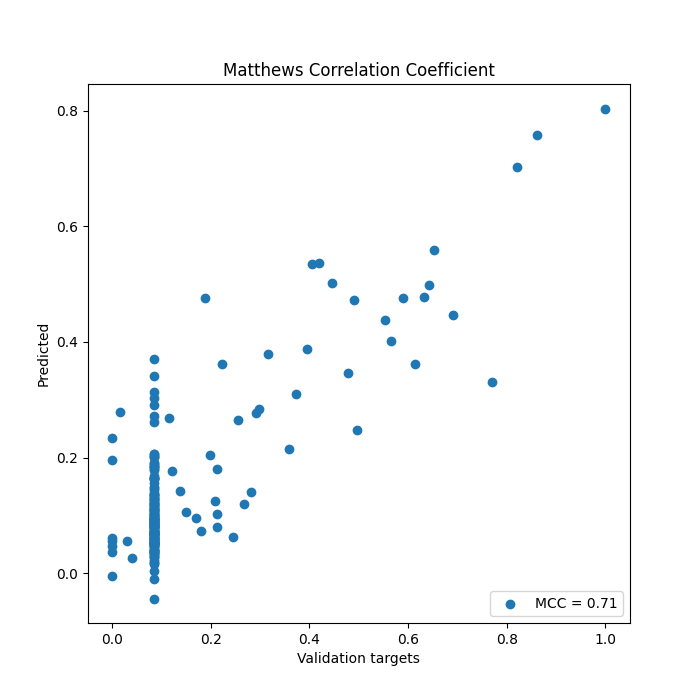 Matthews Correlation Coefficient
0.8
0.6
0.4
0.2
0.0
Predicted
MCC = 0.71
0.0 0.2 0.4 0.6 0.8 1.0
Validation targets